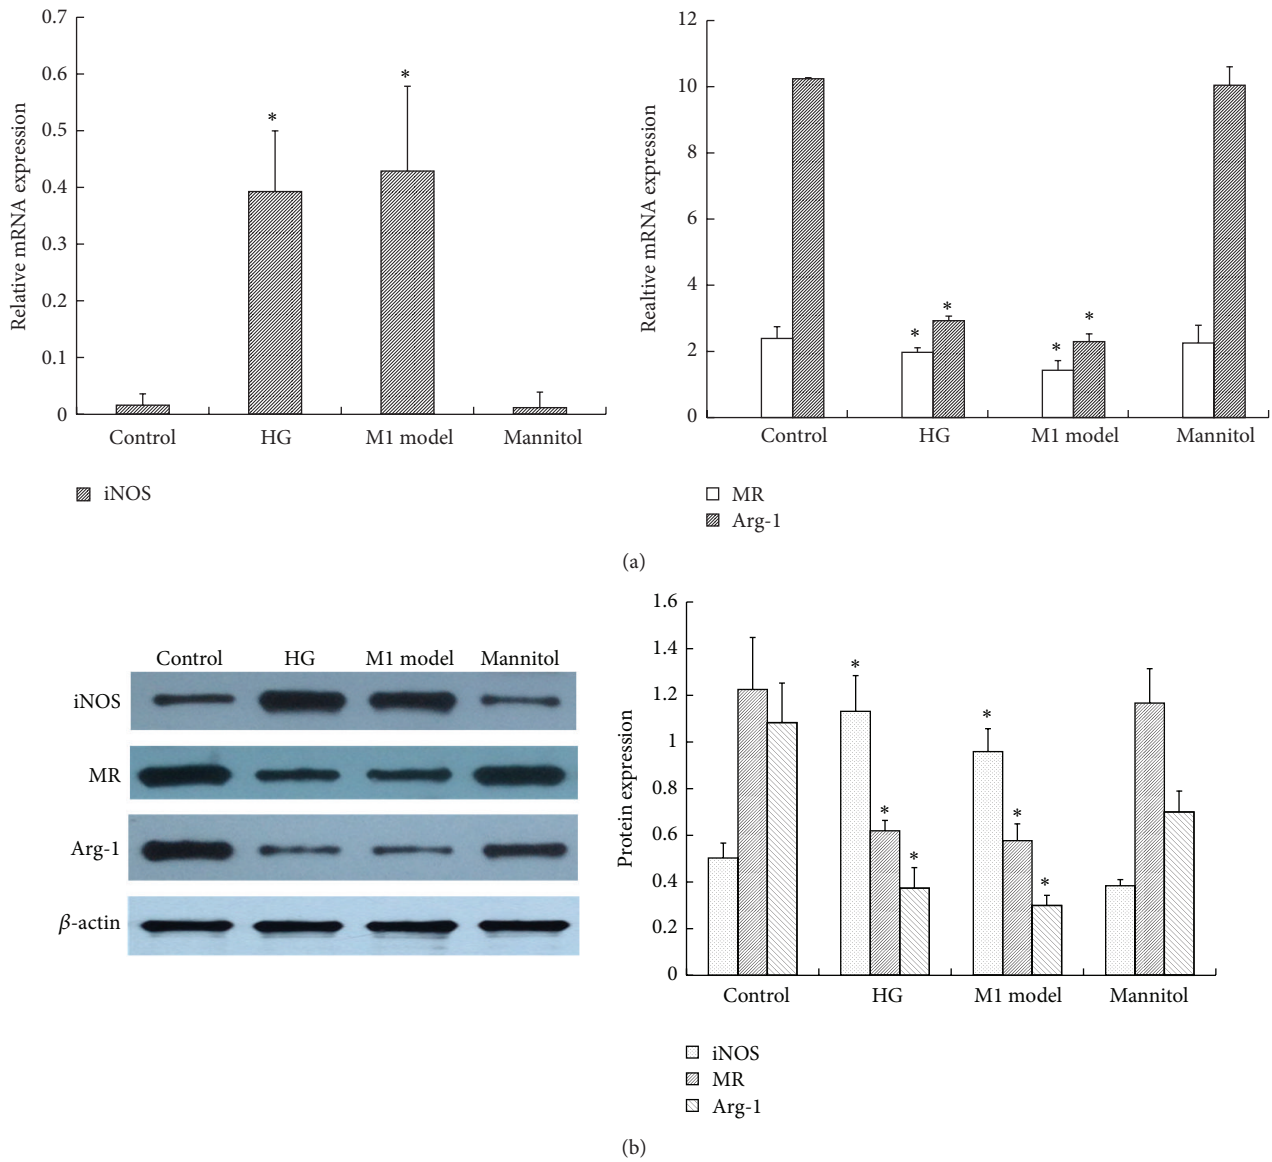 0.7
0.6
0.5
0.4
0.3
0.2
0.1
0
Relative mRNA expression
*
*
Control HG M1 model Mannitol
iNOS
12
10
8
6
4
2
0
Realtive mRNA expression
* * * *
Control HG M1 model Mannitol
MR
Arg-1
(a)
Control HG M1 model Mannitol
iNOS
MR
Arg-1
β-actin
1.6
1.4
1.2
1
0.8
0.6
0.4
0.2
0
Protein expression
* * * * * *
Control HG M1 model Mannitol
iNOS
MR
Arg-1
(b)